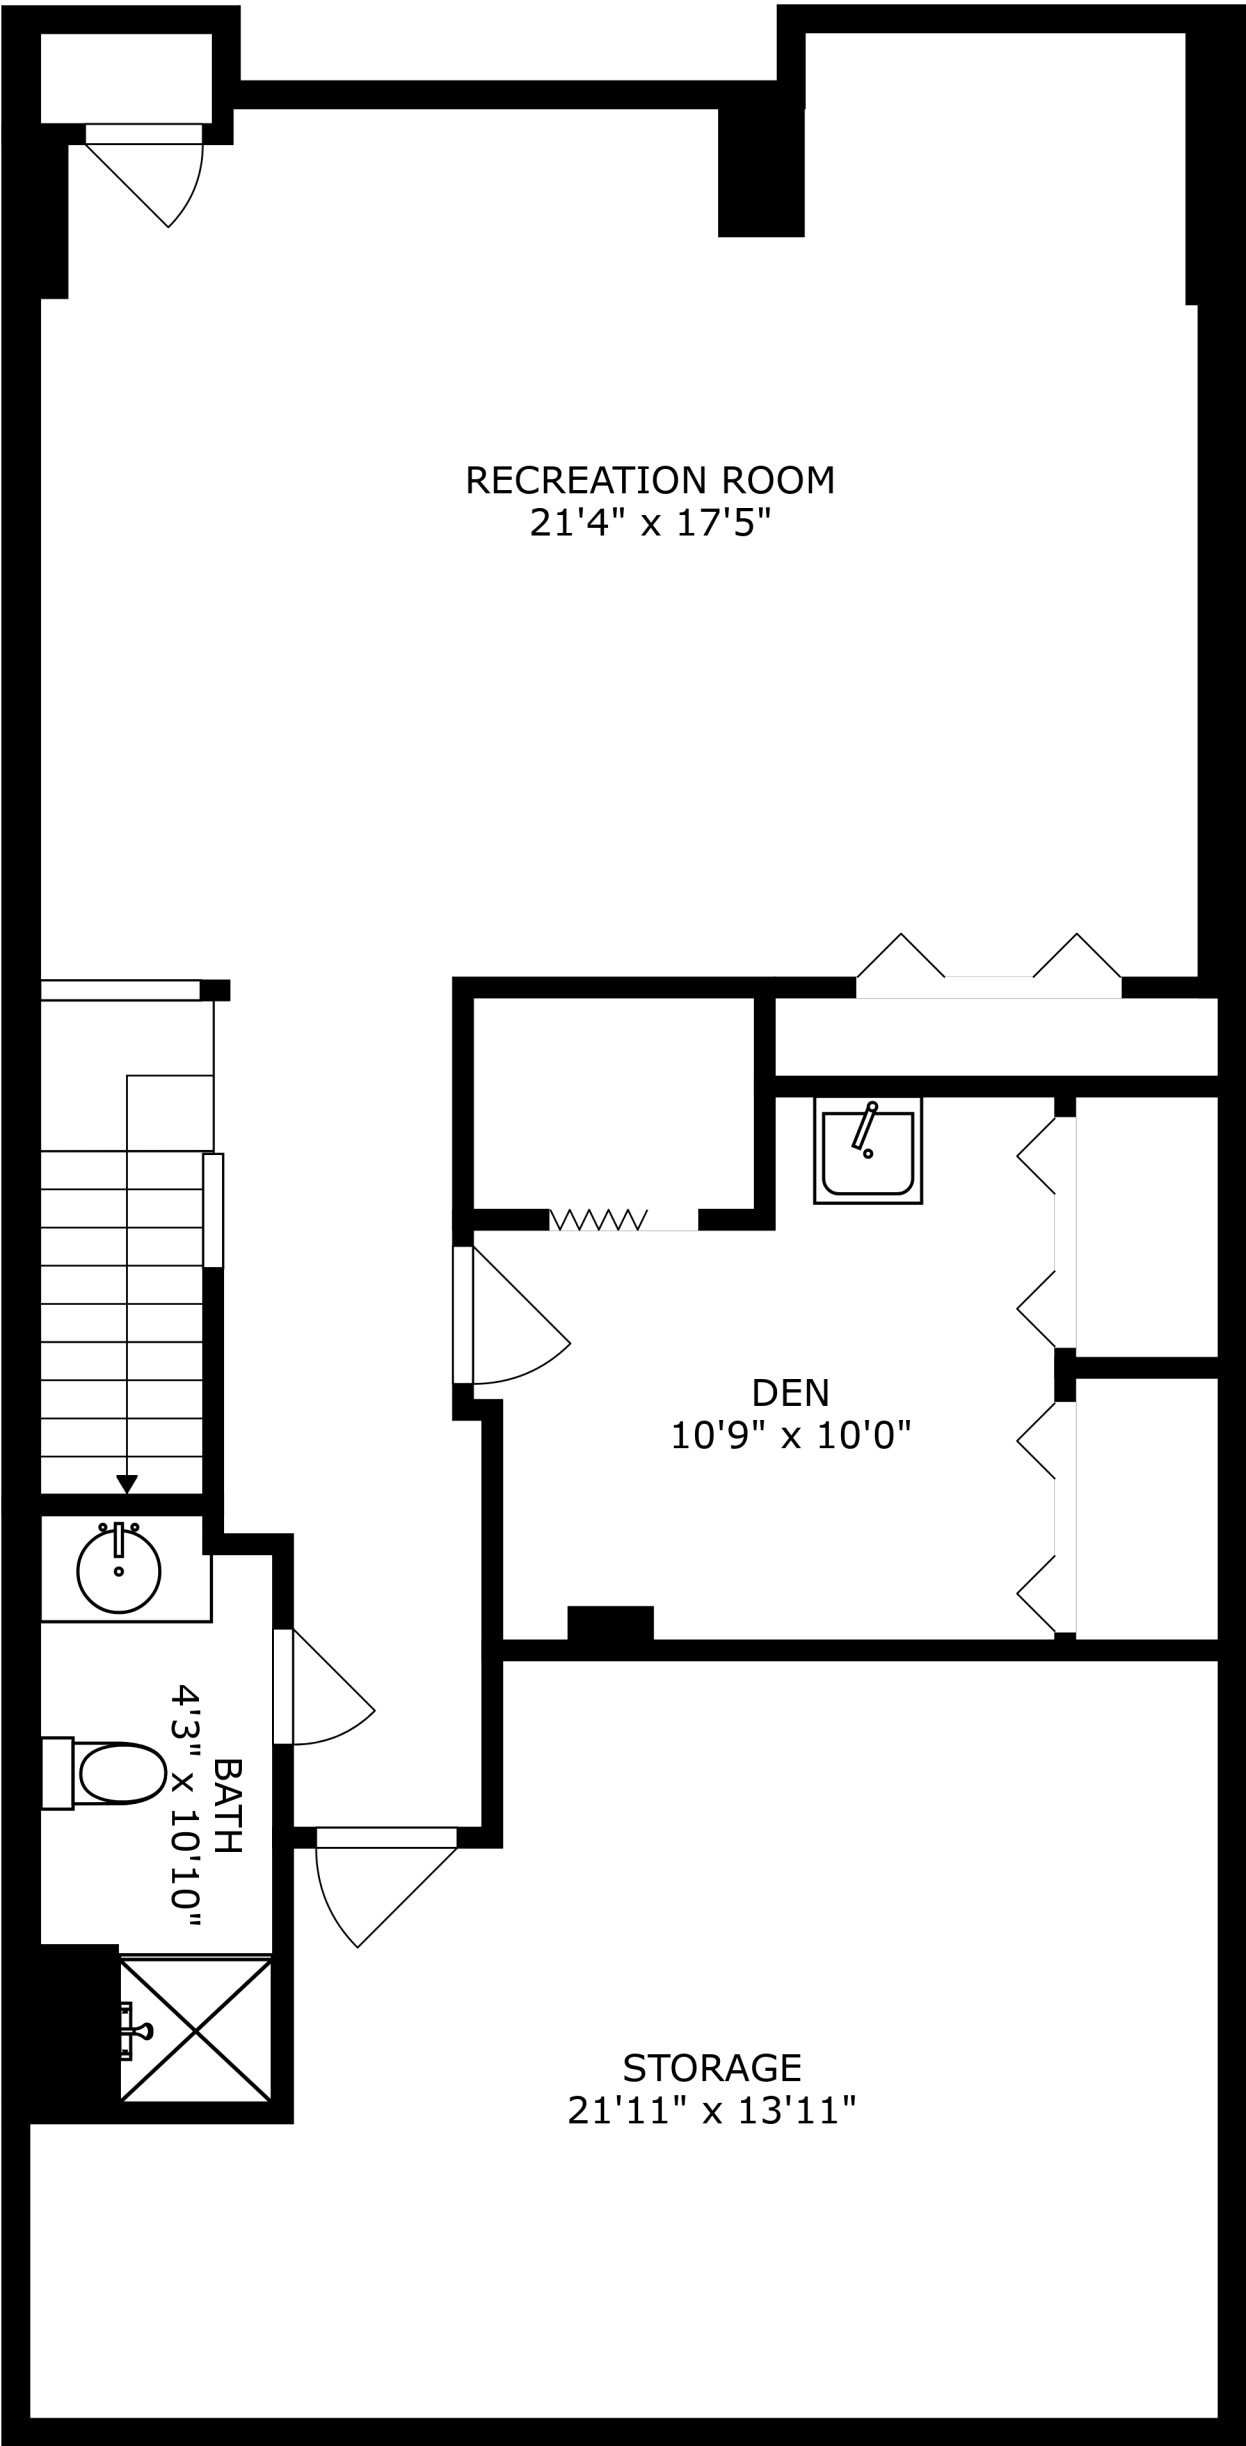 RECREATION ROOM
21'4" x 17'5"
DEN
10'9" x 10'0"
BATH
4'3" x 10'10"
STORAGE
21'11" x 13'11"